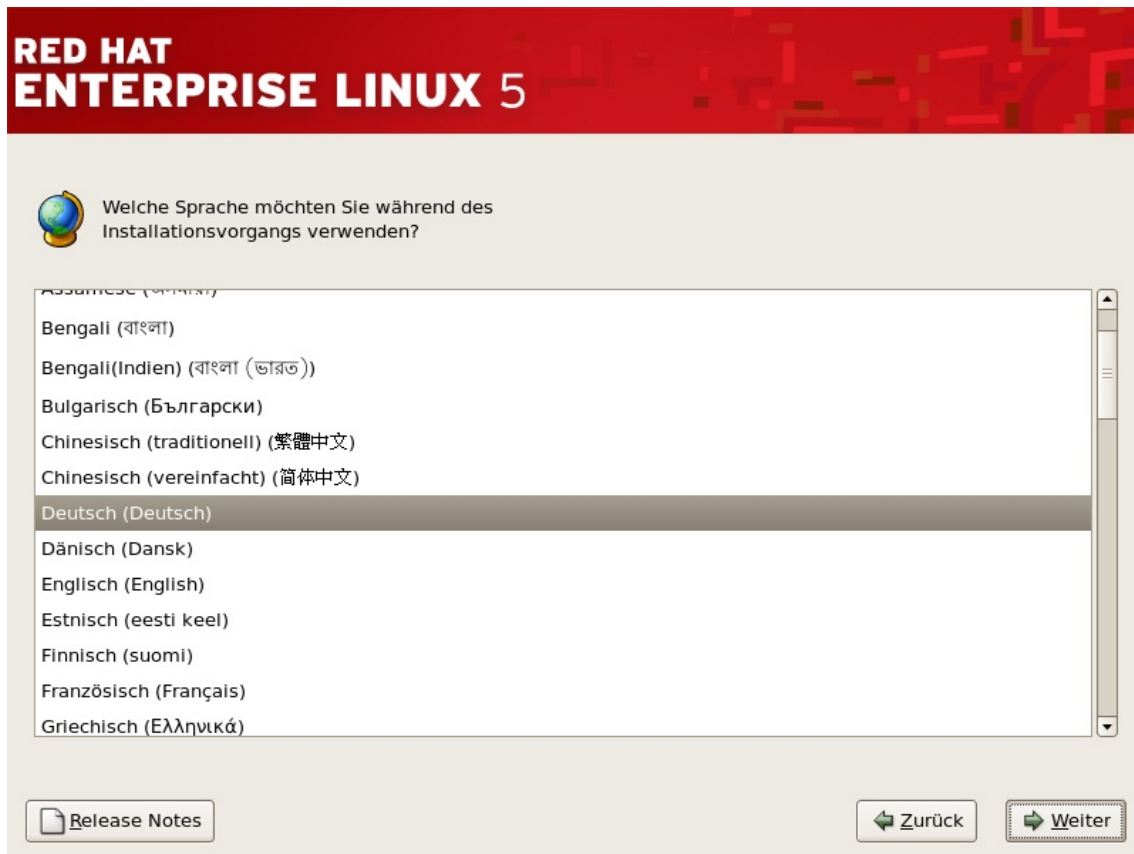 RED HAT
ENTERPRISE LINUX 5
Welche Sprache möchten Sie während des
Installationsvorgangs verwenden?
Bengali (বাংলা)
Bengali(Indien) (বাংলা (ভারত))
Bulgarisch (Български)
Chinesisch (traditionell) (繁體中文)
Chinesisch (vereinfacht) (简体中文)
Deutsch (Deutsch)
Dänisch (Dansk)
Englisch (English)
Estnisch (eesti keel)
Finnisch (suomi)
Französisch (Français)
Griechisch (Ελληνικά)
Release Notes
Zurück
Weiter